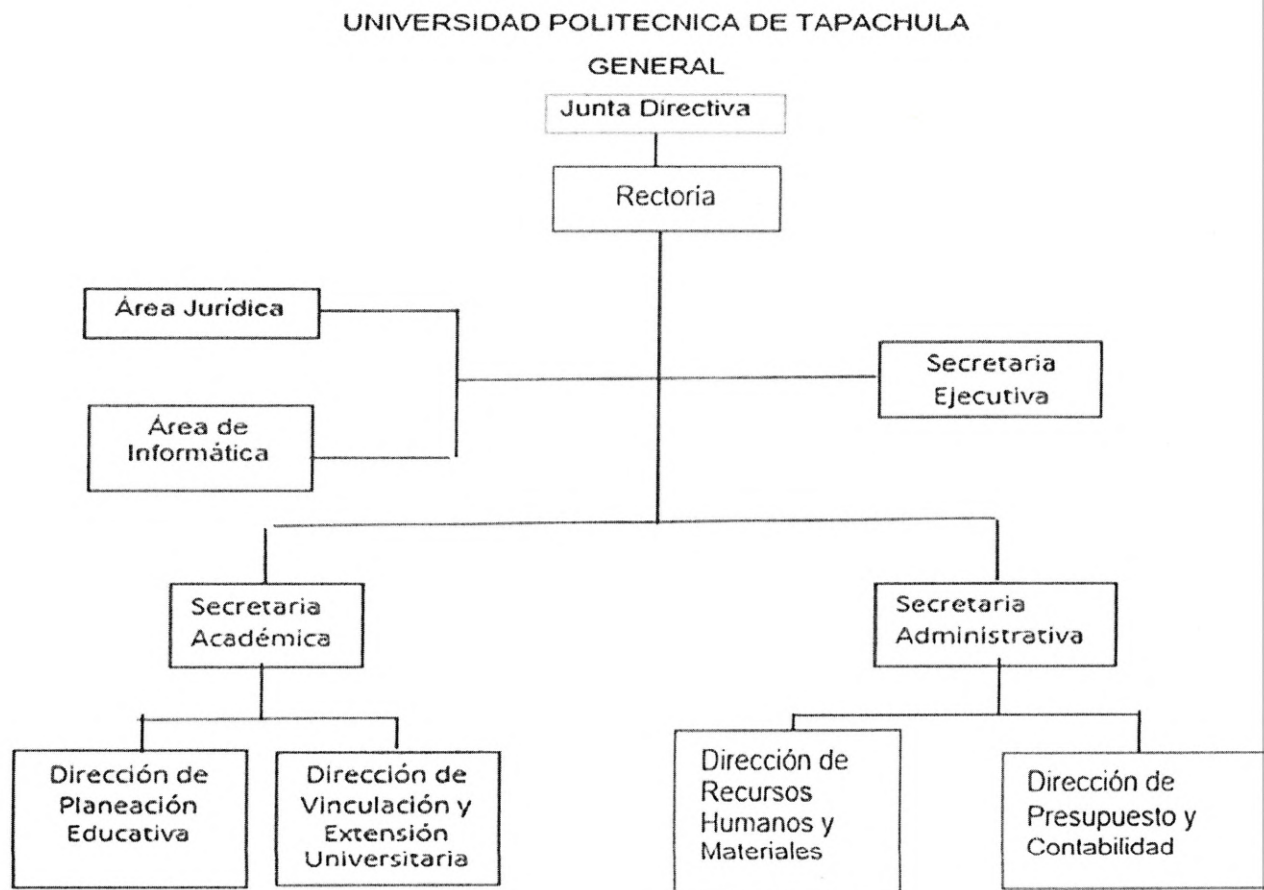 UNIVERSIDAD POLITECNICA DE TAPACHULA
GENERAL
Junta Directiva
Rectoria
Área Jurídica
Secretaria
Ejecutiva
Área de
Informática
Secretaria
Académica
Secretaria
Administrativa
Dirección de
Planeación
Educativa
Dirección de
Vinculación y
Extensión
Universitaria
Dirección de
Recursos
Humanos y
Materiales
Dirección de
Presupuesto y
Contabilidad